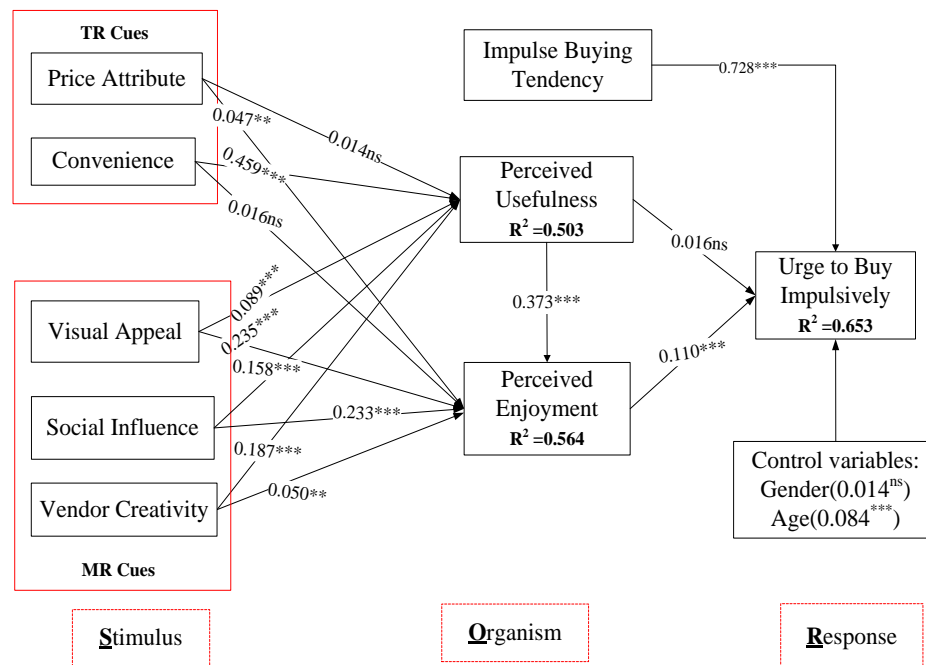 TR Cues
Price Attribute
Convenience
Impulse Buying
Tendency
0.728***
0.047**
0.014ns
0.459***
0.016ns
Perceived
Usefulness
R² =0.503
0.016ns
Urge to Buy
Impulsively
R² =0.653
0.373***
0.110***
Visual Appeal
Social Influence
Vendor Creativity
MR Cues
0.089***
0.235***
0.158***
0.233***
0.187***
0.050**
Perceived
Enjoyment
R² =0.564
Control variables:
Gender(0.014ⁿˢ)
Age(0.084***)
Stimulus
Organism
Response